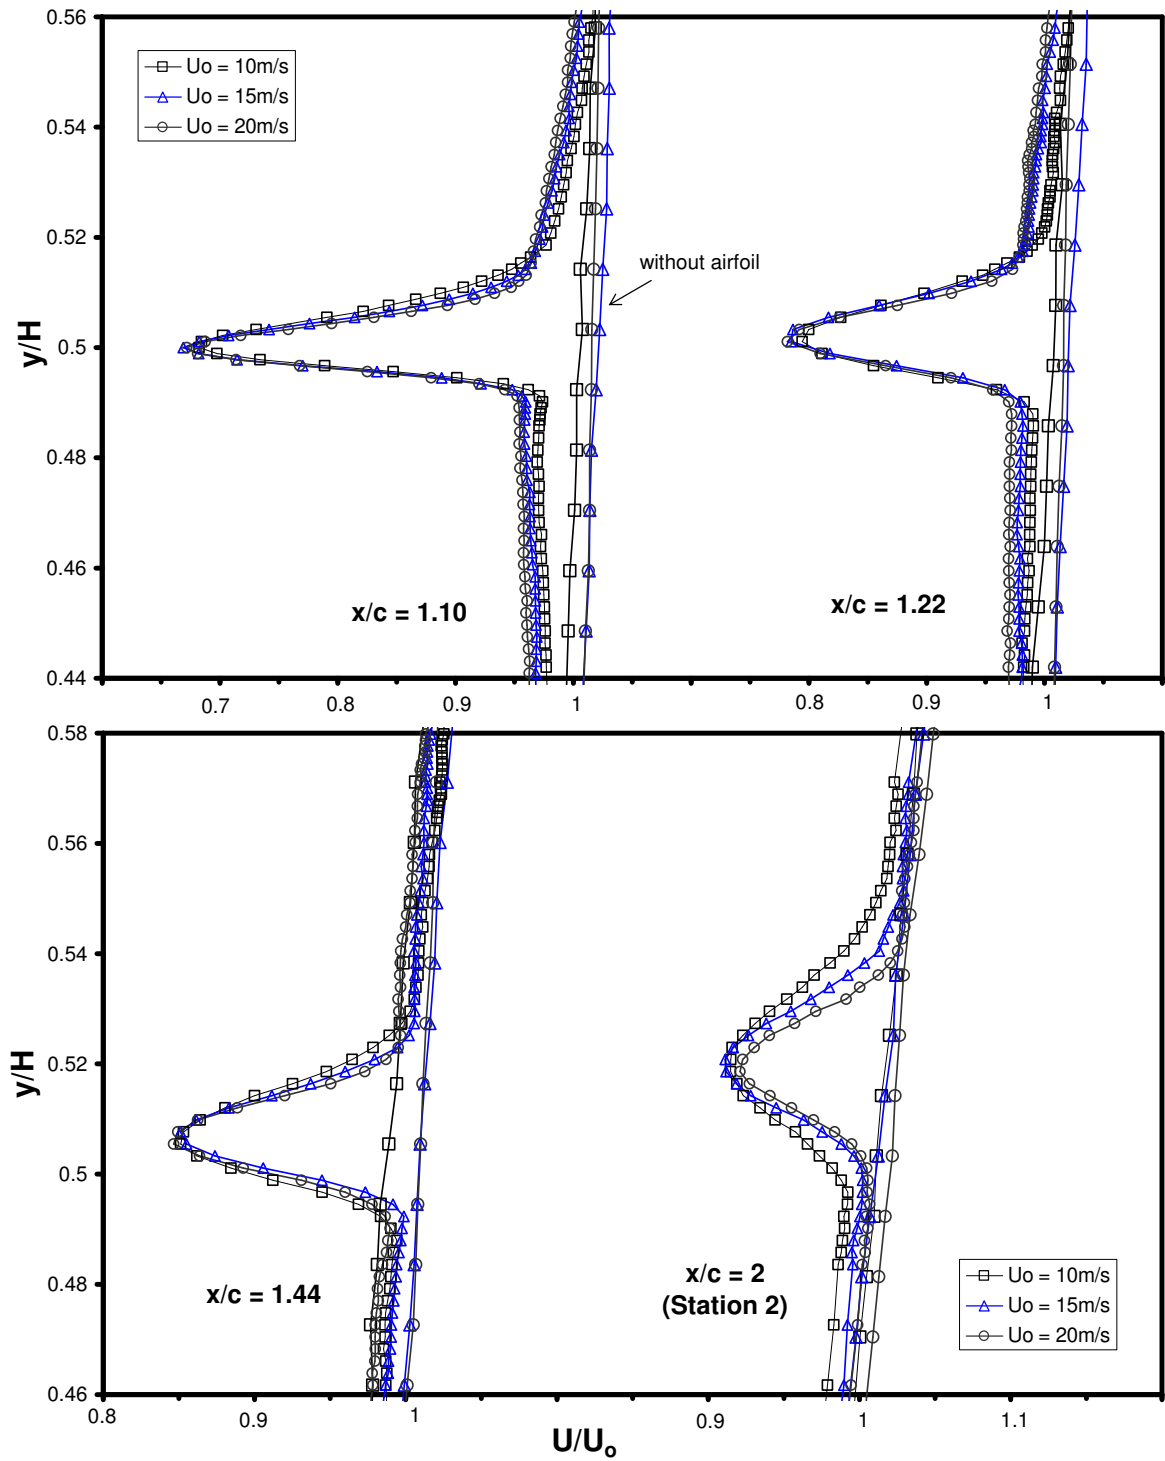 0.56
0.54
0.52
0.5
0.48
0.46
0.44
y/H
Uo = 10m/s
Uo = 15m/s
Uo = 20m/s
without airfoil
x/c = 1.10
x/c = 1.22
0.7 0.8 0.9 1 0.8 0.9 1
0.58
0.56
0.54
0.52
0.5
0.48
0.46
y/H
x/c = 1.44
x/c = 2
(Station 2)
Uo = 10m/s
Uo = 15m/s
Uo = 20m/s
0.8 0.9 1 0.9 1 1.1
U/Uₒ